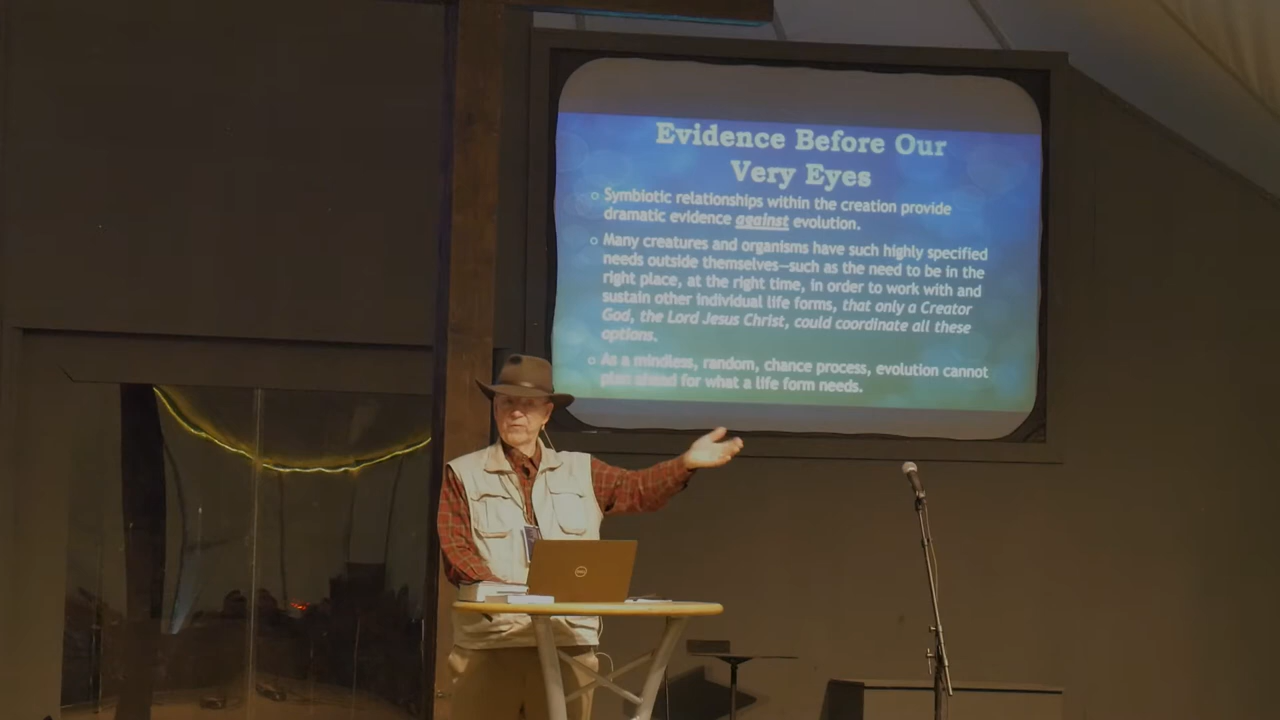 Evidence Before Our
Very Eyes
Symbiotic relationships within the creation provide
dramatic evidence against evolution.
Many creatures and organisms have such highly specified
needs outside themselves—such as the need to be in the
right place, at the right time, in order to work with and
sustain other individual life forms, that only a Creator
God, the Lord Jesus Christ, could coordinate all these
options.
As a mindless, random, chance process, evolution cannot
plan ahead for what a life form needs.
DELL